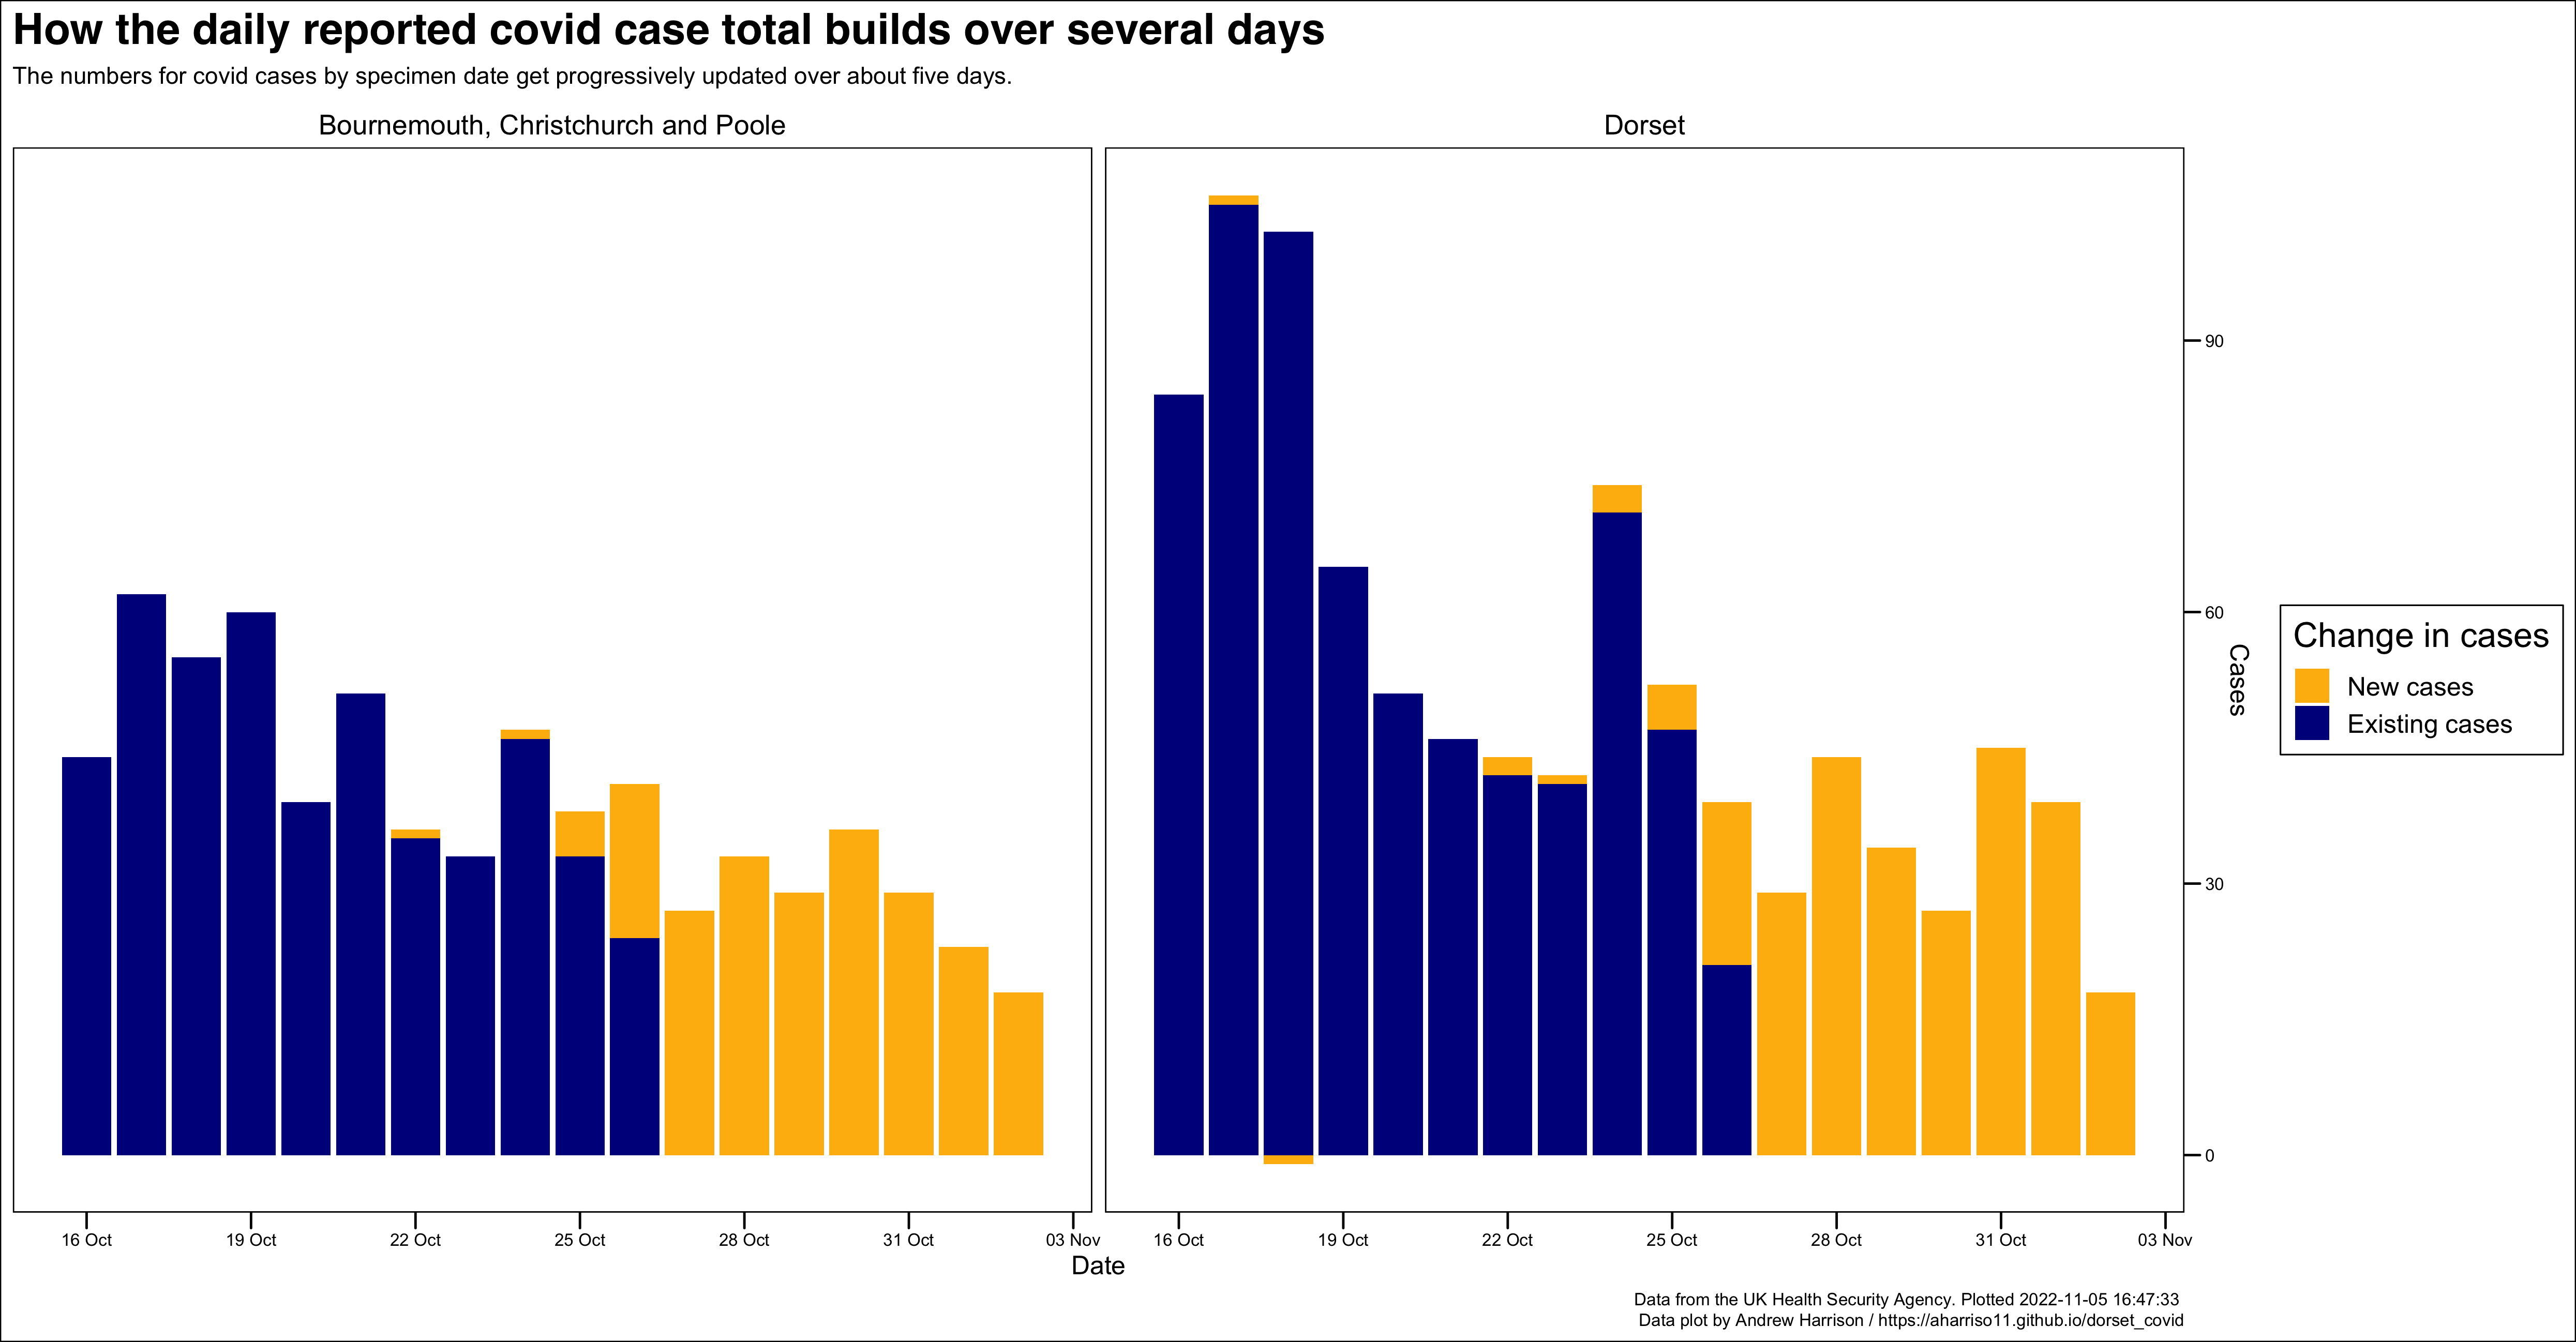 How the daily reported covid case total builds over several days
The numbers for covid cases by specimen date get progressively updated over about five days.
Bournemouth, Christchurch and Poole
Dorset
90
60
30
0
Cases
Change in cases
New cases
Existing cases
16 Oct 19 Oct 22 Oct 25 Oct 28 Oct 31 Oct 03 Nov
16 Oct 19 Oct 22 Oct 25 Oct 28 Oct 31 Oct 03 Nov
Date
Data from the UK Health Security Agency. Plotted 2022-11-05 16:47:33
Data plot by Andrew Harrison / https://aharriso11.github.io/dorset_covid